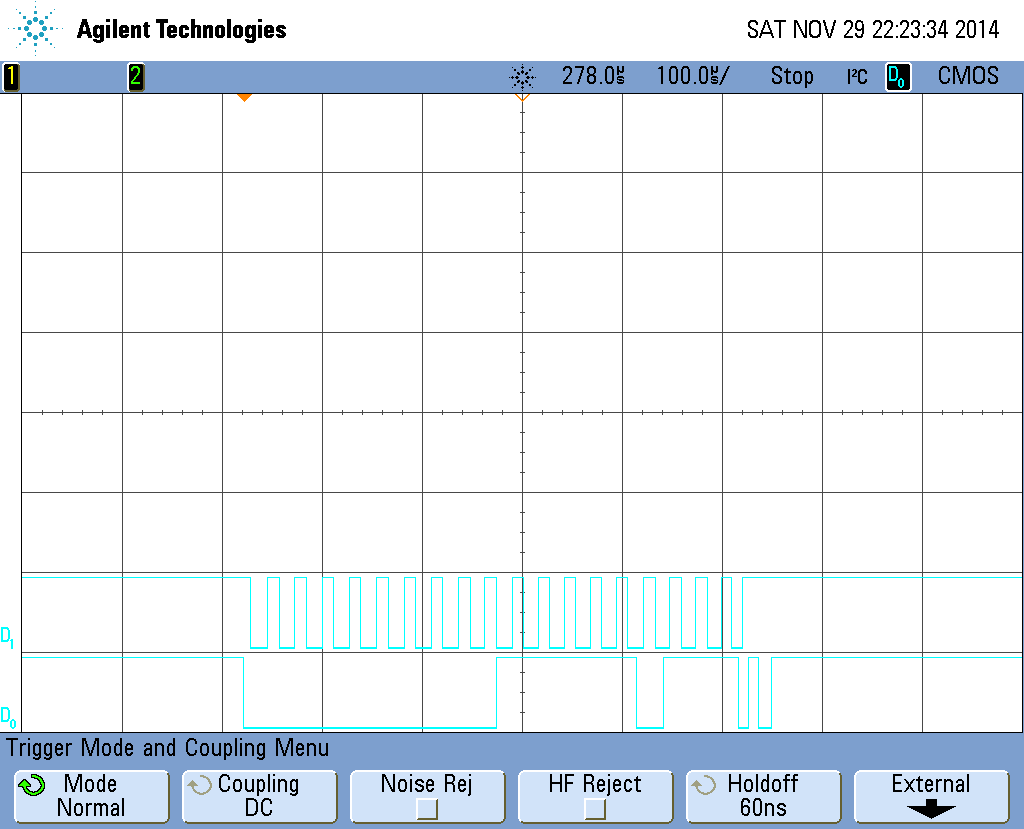 Agilent Technologies
SAT NOV 29 22:23:34 2014
1 2 278.0µs 100.0µs/ Stop I²C D0 CMOS
D1
D0
Trigger Mode and Coupling Menu
Mode Coupling Noise Rej HF Reject Holdoff External
Normal DC 60ns